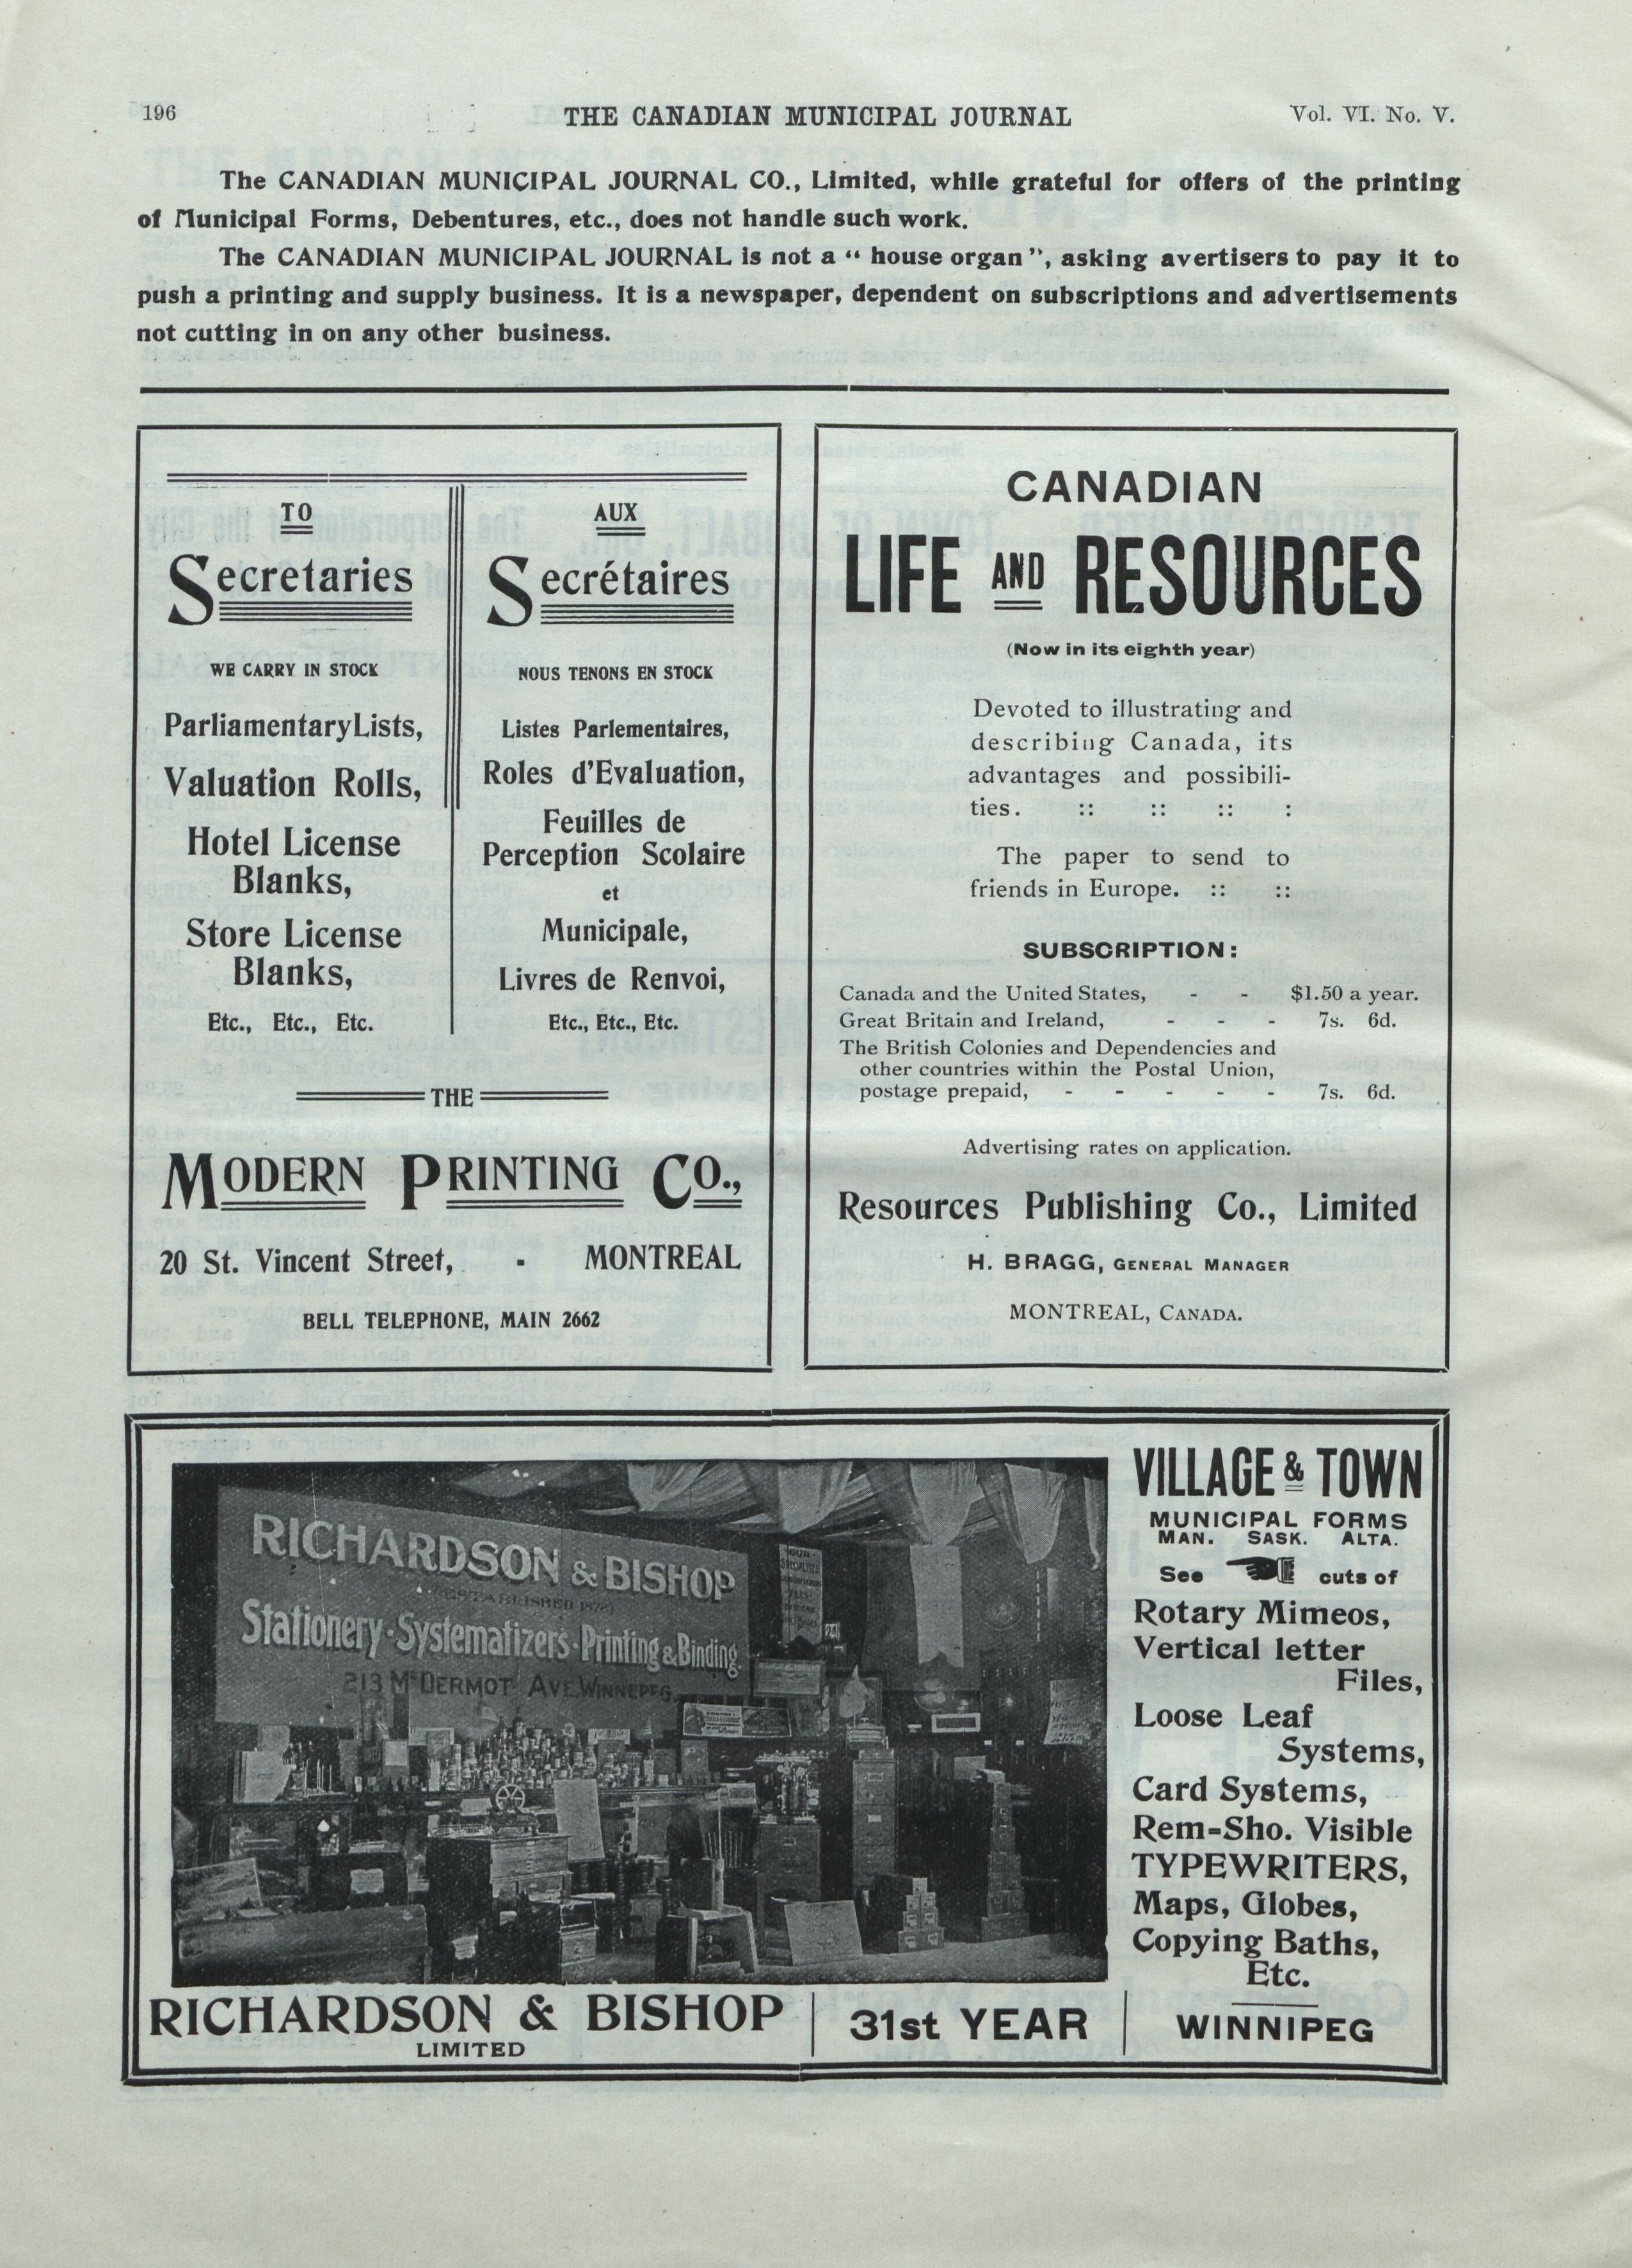 196
THE CANADIAN MUNICIPAL JOURNAL
Vol. VI. No. V.
The CANADIAN MUNICIPAL JOURNAL CO., Limited, while grateful for offers of the printing
of Municipal Forms, Debentures, etc., does not handle such work.
The CANADIAN MUNICIPAL JOURNAL is not a “ house organ ”, asking avertisers to pay it to
push a printing and supply business. It is a newspaper, dependent on subscriptions and advertisements
not cutting in on any other business.
TO
Secretaries
WE CARRY IN STOCK
Parliamentary Lists,
Valuation Rolls,
Hotel License
Blanks,
Store License
Blanks,
Etc., Etc., Etc.
AUX
Secrétaires
NOUS TENONS EN STOCK
Listes Parlementaires,
Roles d'Evaluation,
Feuilles de
Perception Scolaire
et
Municipale,
Livres de Renvoi,
Etc., Etc., Etc.
THE
MODERN PRINTING CO.,
20 St. Vincent Street, - MONTREAL
BELL TELEPHONE, MAIN 2662
CANADIAN
LIFE AND RESOURCES
(Now in its eighth year)
Devoted to illustrating and
describing Canada, its
advantages and possibili-
ties. :: :: :: :
The paper to send to
friends in Europe. :: ::
SUBSCRIPTION:
Canada and the United States, - - $1.50 a year.
Great Britain and Ireland, - - - 7s. 6d.
The British Colonies and Dependencies and
other countries within the Postal Union,
postage prepaid, - - - - - 7s. 6d.
Advertising rates on application.
Resources Publishing Co., Limited
H. BRAGG, GENERAL MANAGER
MONTREAL, CANADA.
RICHARDSON & BISHOP
(ESTABLISHED 1878)
Stationery · Systematizers · Printing & Binding
213 McDERMOT AVE. WINNEPEG.
OUR
VILLAGE & TOWN
MUNICIPAL FORMS
MAN. SASK. ALTA.
See cuts of
Rotary Mimeos,
Vertical letter
Files,
Loose Leaf
Systems,
Card Systems,
Rem=Sho. Visible
TYPEWRITERS,
Maps, Globes,
Copying Baths,
Etc.
RICHARDSON & BISHOP
LIMITED
31st YEAR
WINNIPEG